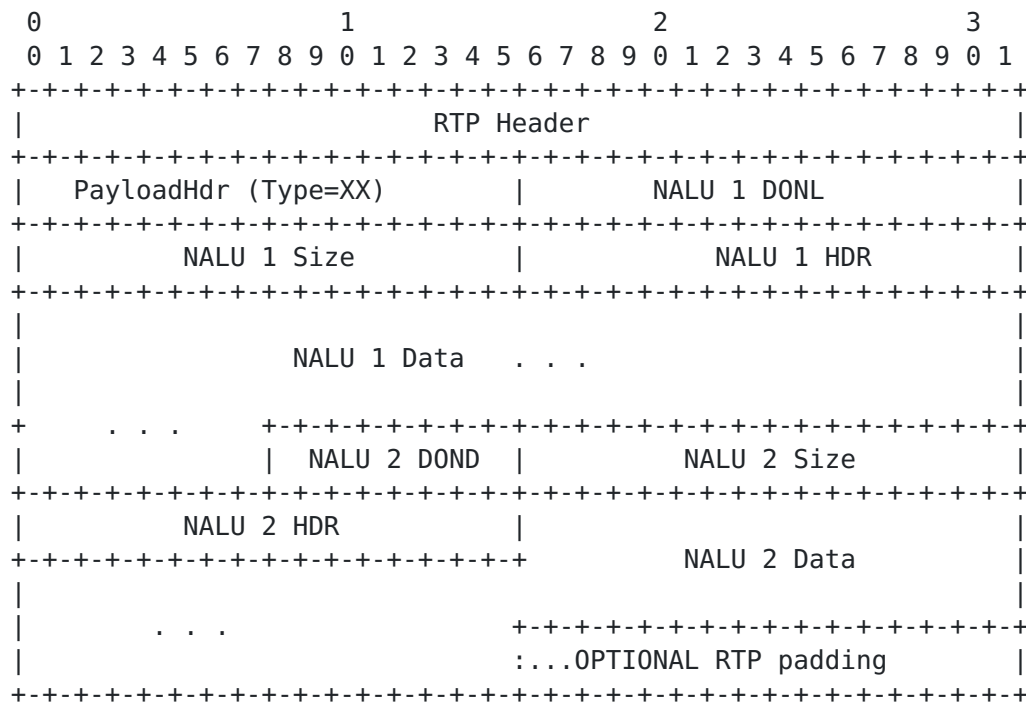 0                   1                   2                   3
 0 1 2 3 4 5 6 7 8 9 0 1 2 3 4 5 6 7 8 9 0 1 2 3 4 5 6 7 8 9 0 1
+-+-+-+-+-+-+-+-+-+-+-+-+-+-+-+-+-+-+-+-+-+-+-+-+-+-+-+-+-+-+-+-+
|                          RTP Header                           |
+-+-+-+-+-+-+-+-+-+-+-+-+-+-+-+-+-+-+-+-+-+-+-+-+-+-+-+-+-+-+-+-+
|   PayloadHdr (Type=XX)        |        NALU 1 DONL            |
+-+-+-+-+-+-+-+-+-+-+-+-+-+-+-+-+-+-+-+-+-+-+-+-+-+-+-+-+-+-+-+-+
|          NALU 1 Size          |            NALU 1 HDR         |
+-+-+-+-+-+-+-+-+-+-+-+-+-+-+-+-+-+-+-+-+-+-+-+-+-+-+-+-+-+-+-+-+
|                                                               |
|                 NALU 1 Data   . . .                           |
|                                                               |
+     . . .     +-+-+-+-+-+-+-+-+-+-+-+-+-+-+-+-+-+-+-+-+-+-+-+-+
|               |  NALU 2 DOND  |          NALU 2 Size          |
+-+-+-+-+-+-+-+-+-+-+-+-+-+-+-+-+-+-+-+-+-+-+-+-+-+-+-+-+-+-+-+-+
|          NALU 2 HDR           |                               |
+-+-+-+-+-+-+-+-+-+-+-+-+-+-+-+-+          NALU 2 Data          |
|                                                               |
|        . . .                  +-+-+-+-+-+-+-+-+-+-+-+-+-+-+-+-+
|                               :...OPTIONAL RTP padding        |
+-+-+-+-+-+-+-+-+-+-+-+-+-+-+-+-+-+-+-+-+-+-+-+-+-+-+-+-+-+-+-+-+